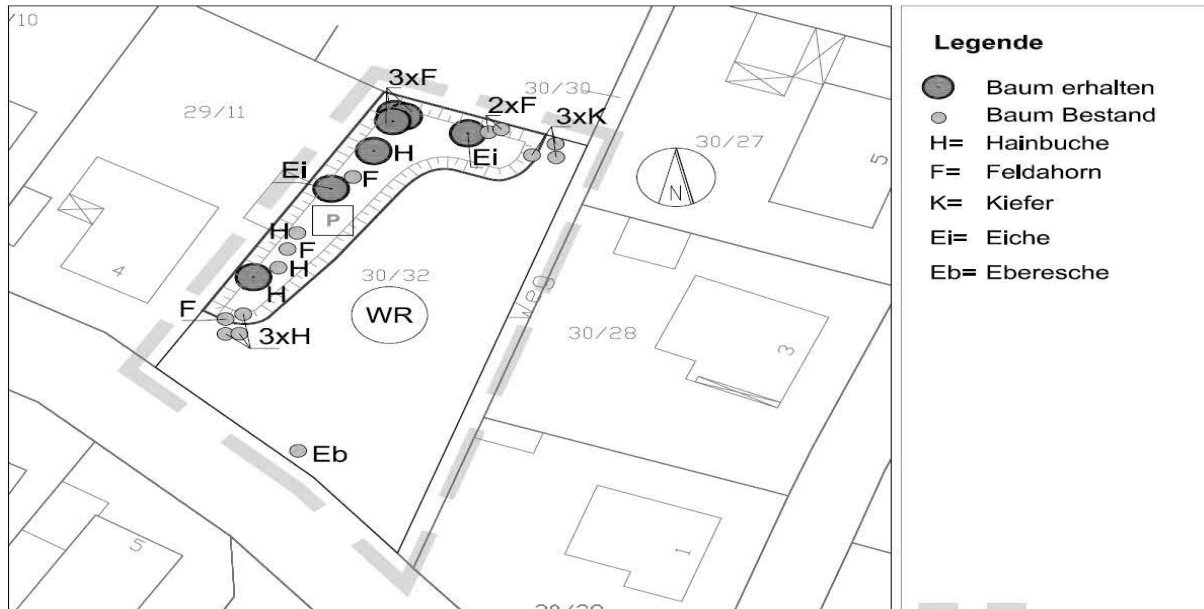 /10
3xF
30/30
29/11
2xF
3xK
30/27
5
H
Ei
Ei
F
N
P
H
F
4
H
30/32
H
WR
weg
F
3xH
30/28
3
Eb
5
1
Legende
Baum erhalten
Baum Bestand
H= Hainbuche
F= Feldahorn
K= Kiefer
Ei= Eiche
Eb= Eberesche